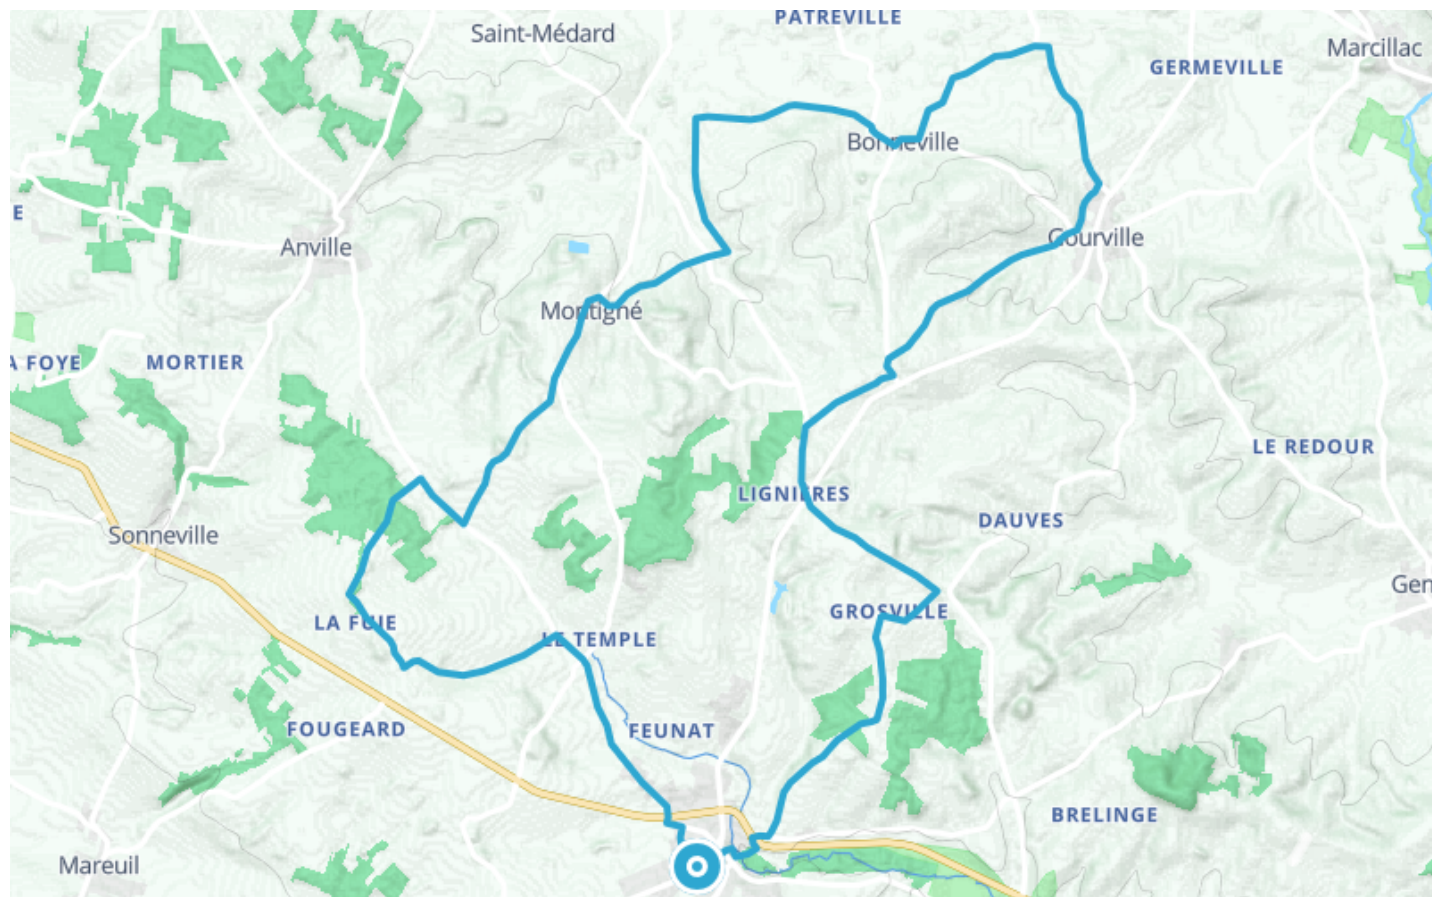 PATREVILLE
Saint-Médard
Marcillac
GERMEVILLE
Bonneville
E
Gourville
Anville
Montigné
A FOYE
MORTIER
LE REDOUR
LIGNIÈRES
DAUVES
Sonneville
Gen
GROSVILLE
LA FUIE
LE TEMPLE
FOUGEARD
FEUNAT
BRELINGE
Mareuil